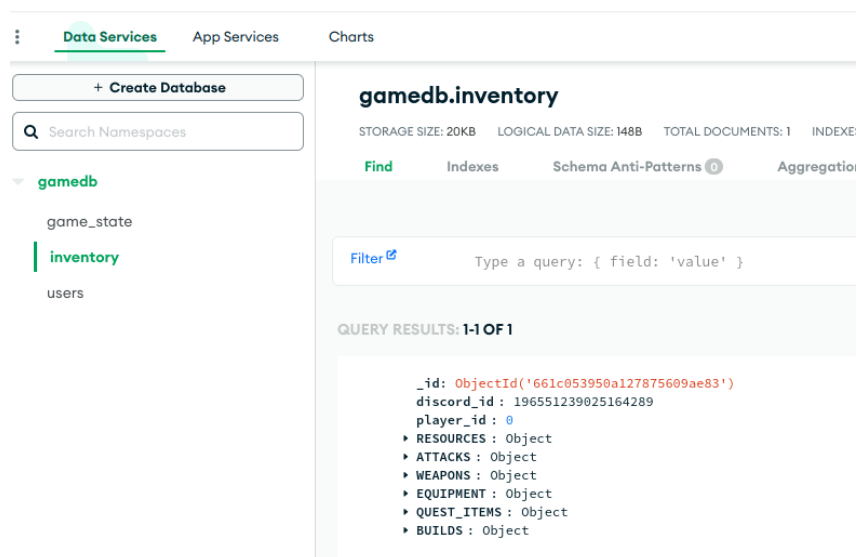 Data Services App Services Charts
+ Create Database
Search Namespaces
gamedb
game_state
inventory
users
gamedb.inventory
STORAGE SIZE: 20KB LOGICAL DATA SIZE: 148B TOTAL DOCUMENTS: 1 INDEXES
Find Indexes Schema Anti-Patterns 0 Aggregation
Filter Type a query: { field: 'value' }
QUERY RESULTS: 1-1 OF 1
_id: ObjectId('661c053950a127875609ae83')
discord_id : 196551239025164289
player_id : 0
RESOURCES : Object
ATTACKS : Object
WEAPONS : Object
EQUIPMENT : Object
QUEST_ITEMS : Object
BUILDS : Object